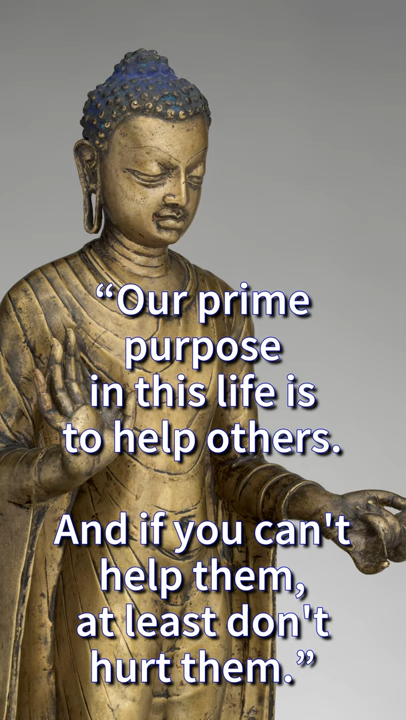 “Our prime
purpose
in this life is
to help others.
And if you can't
help them,
at least don't
hurt them.”